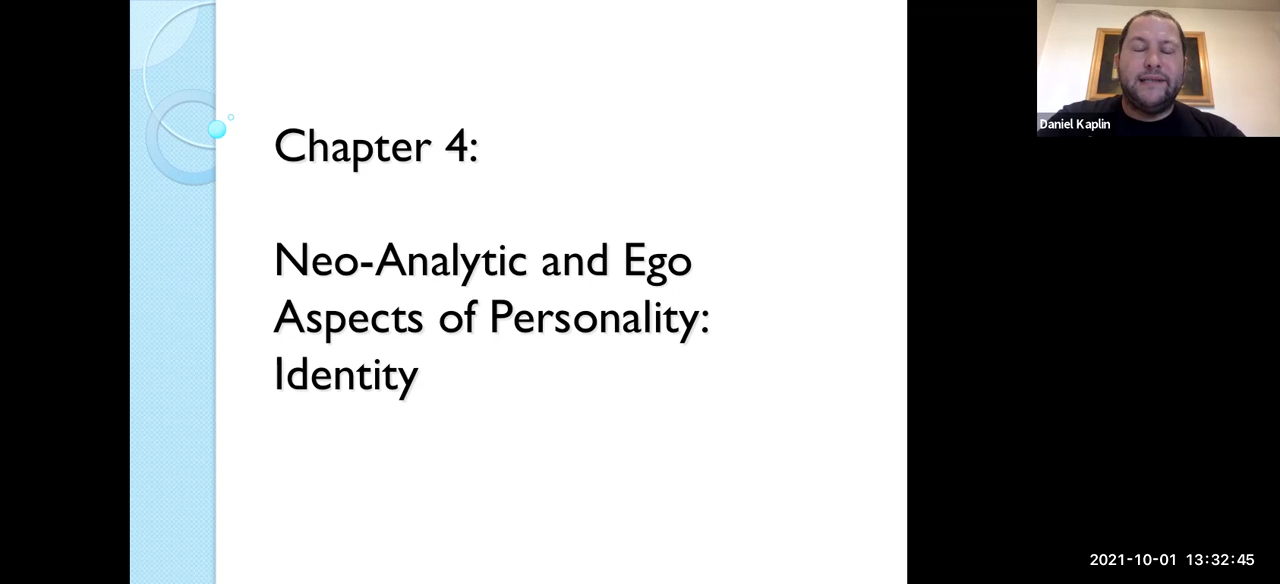 Chapter 4:
Neo-Analytic and Ego
Aspects of Personality:
Identity
Daniel Kaplin
2021-10-01 13:32:45